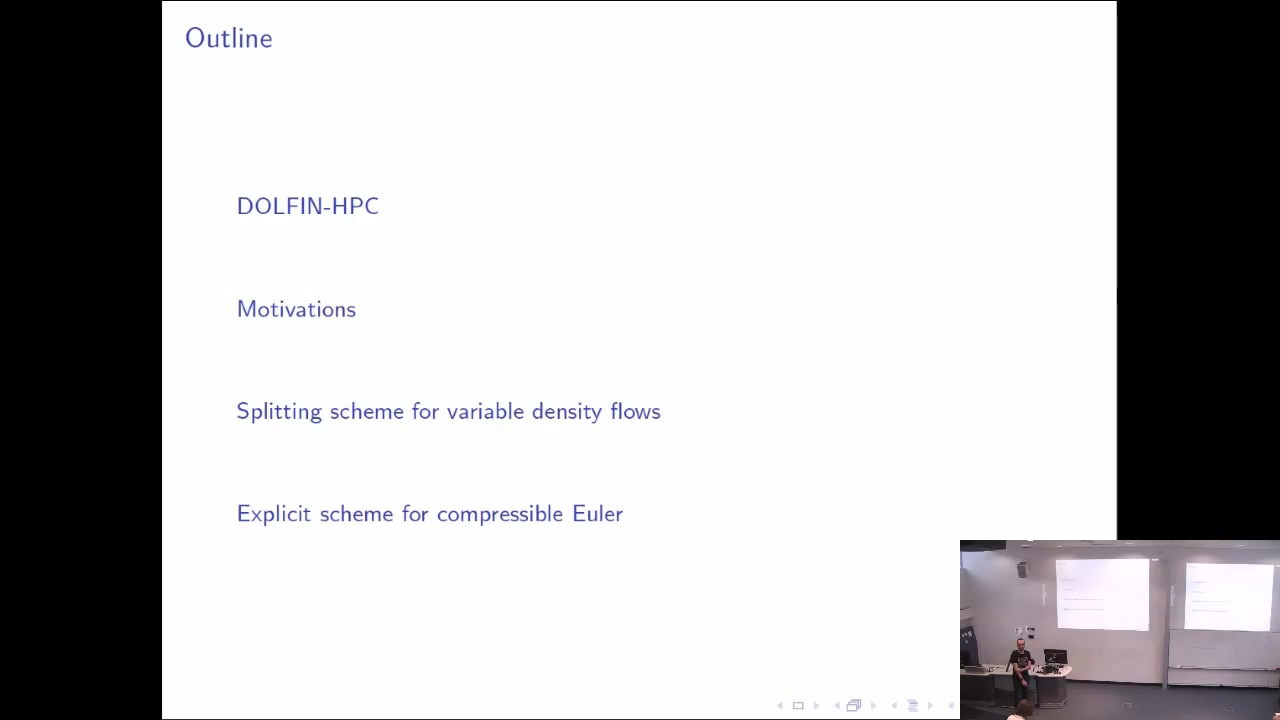 Outline
DOLFIN-HPC
Motivations
Splitting scheme for variable density flows
Explicit scheme for compressible Euler